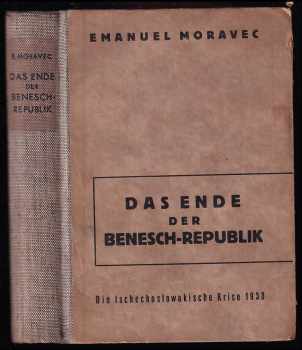 E. MORAVEC
DAS ENDE
DER
BENESCH-
REPUBLIK
EMANUEL MORAVEC
DAS ENDE
DER
BENESCH-REPUBLIK
Die tschechoslowakische Krise 1938